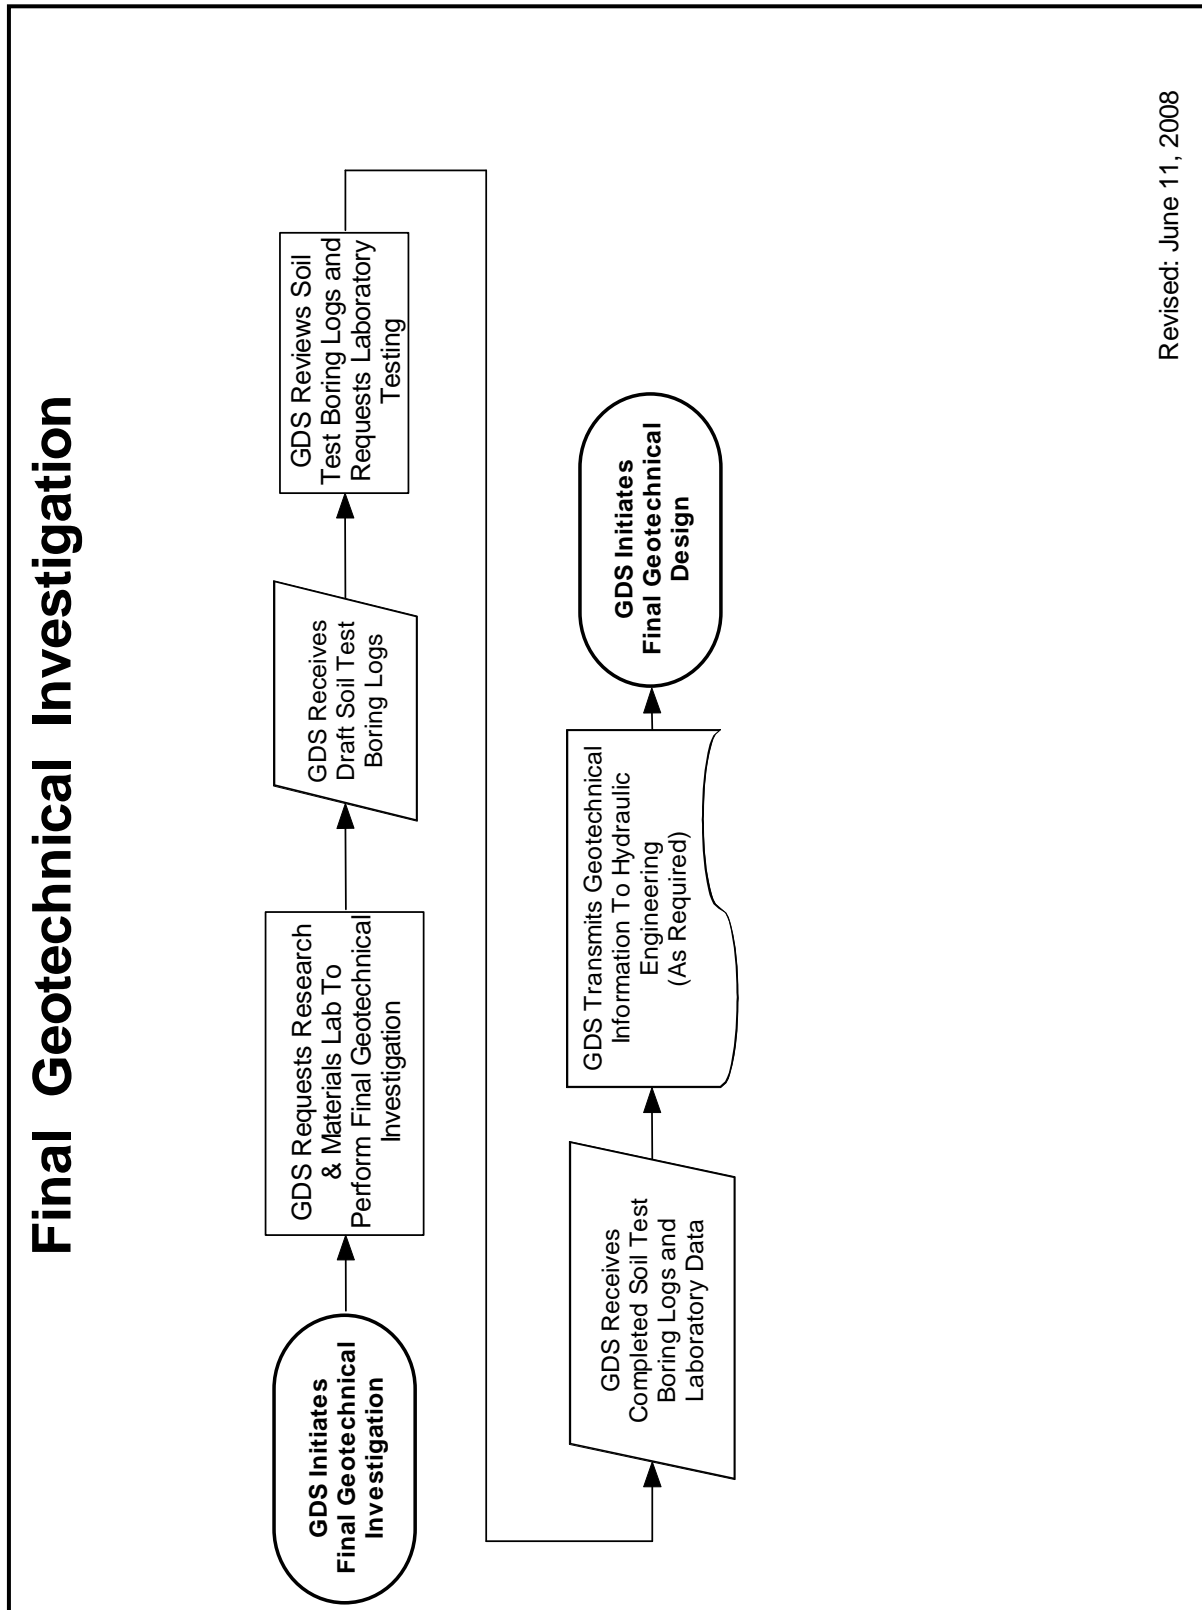 Final Geotechnical Investigation
GDS Initiates
Final Geotechnical
Investigation
GDS Requests Research
& Materials Lab To
Perform Final Geotechnical
Investigation
GDS Receives
Draft Soil Test
Boring Logs
GDS Reviews Soil
Test Boring Logs and
Requests Laboratory
Testing
GDS Receives
Completed Soil Test
Boring Logs and
Laboratory Data
GDS Transmits Geotechnical
Information To Hydraulic
Engineering
(As Required)
GDS Initiates
Final Geotechnical
Design
Revised: June 11, 2008